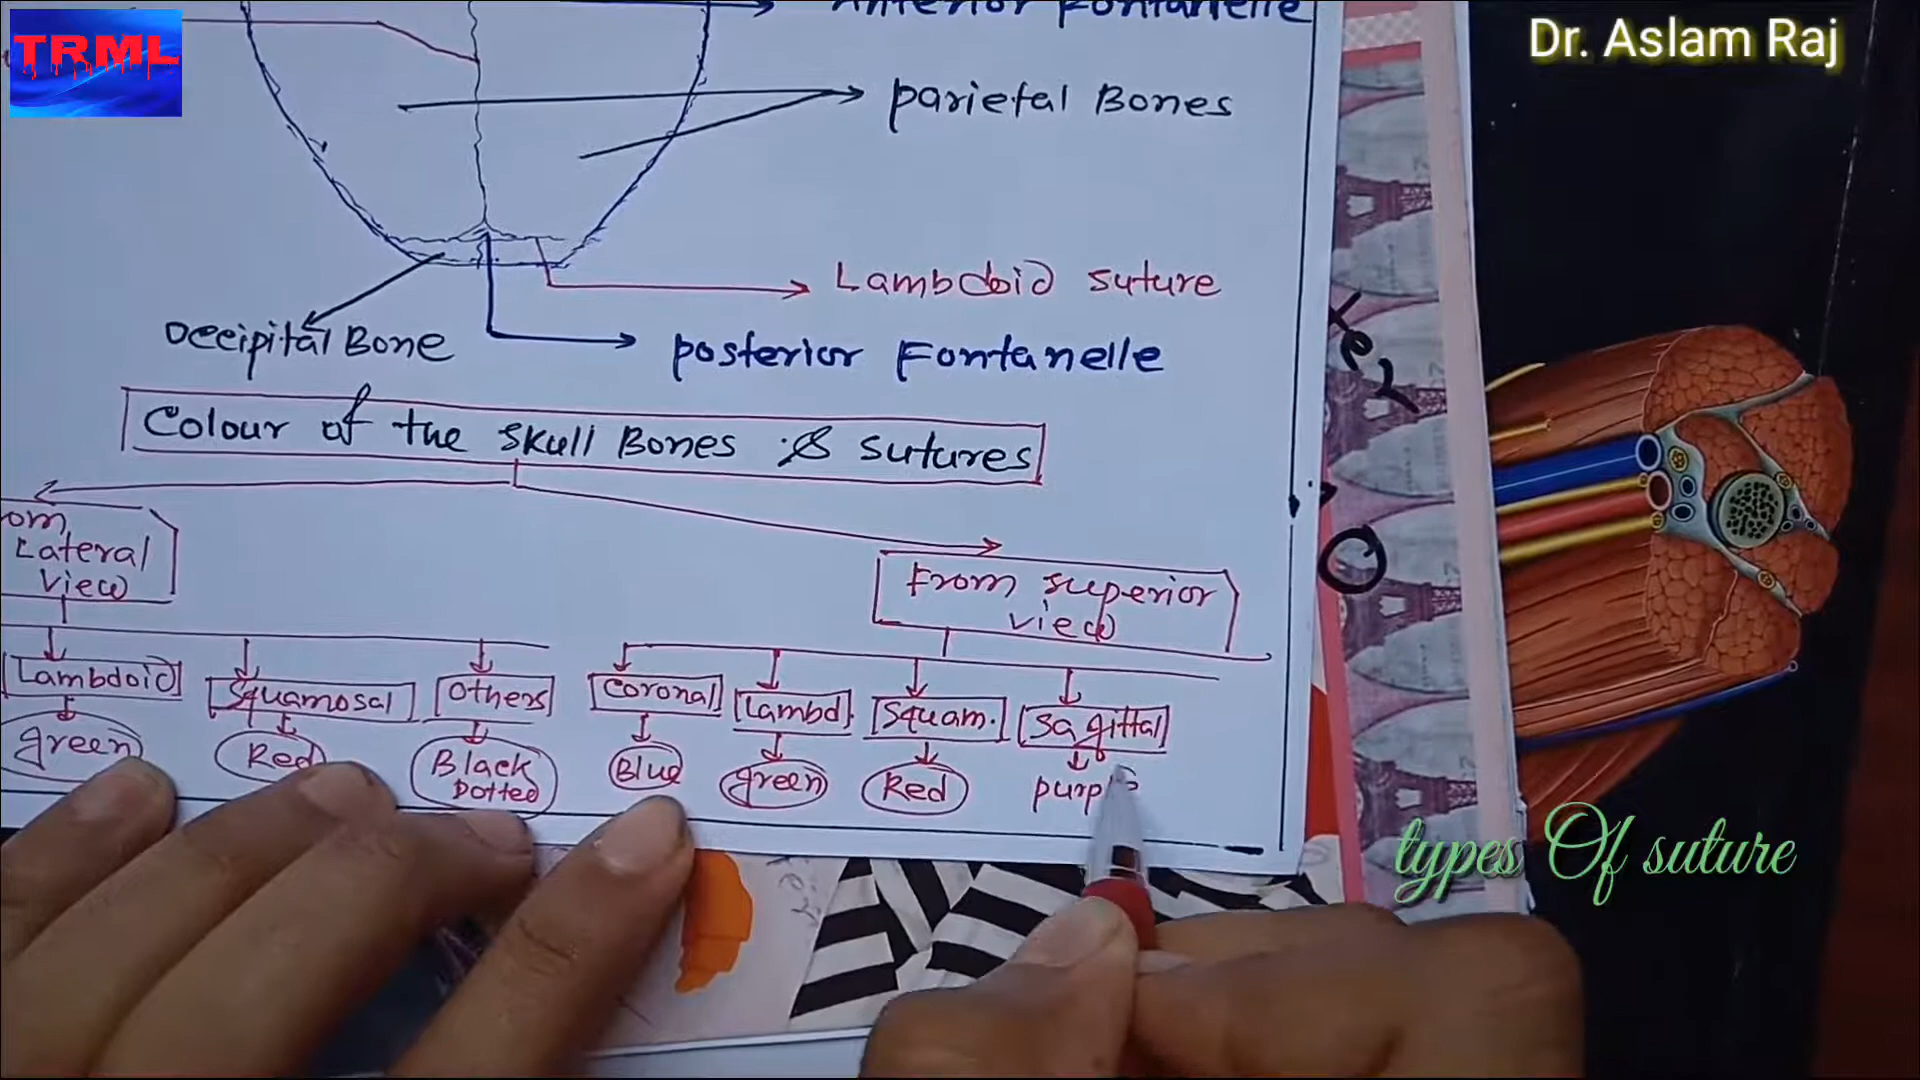 TRML
Dr. Aslam Raj
Anterior Fontanelle
parietal Bones
Lambdoid suture
Occipital Bone
posterior Fontanelle
Colour of the skull Bones & sutures
Lateral
view
From superior
view
Lambdoid
Squamosal
Others
Coronal
Lambd.
Squam.
Sagittal
green
Red
Black
Dotted
Blue
green
Red
types Of suture